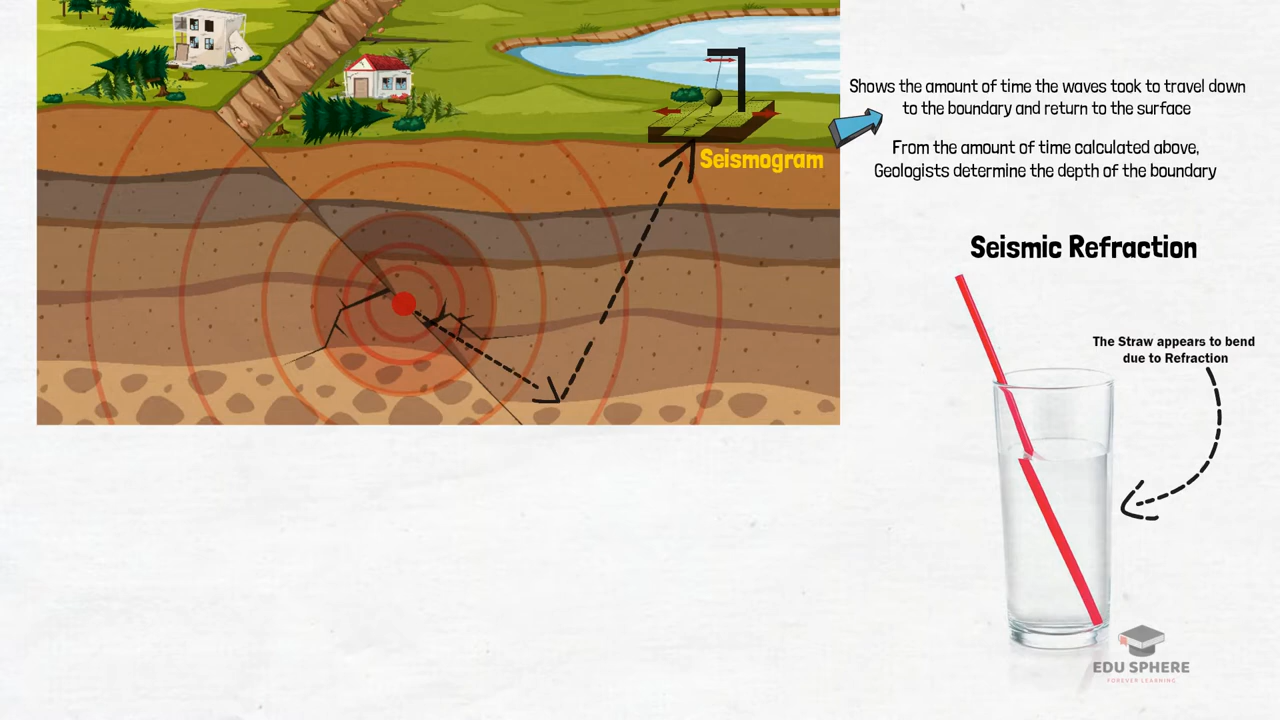 Shows the amount of time the waves took to travel down
to the boundary and return to the surface
From the amount of time calculated above,
Geologists determine the depth of the boundary
Seismogram
Seismic Refraction
The Straw appears to bend
due to Refraction
EDU SPHERE
FOREVER LEARNING